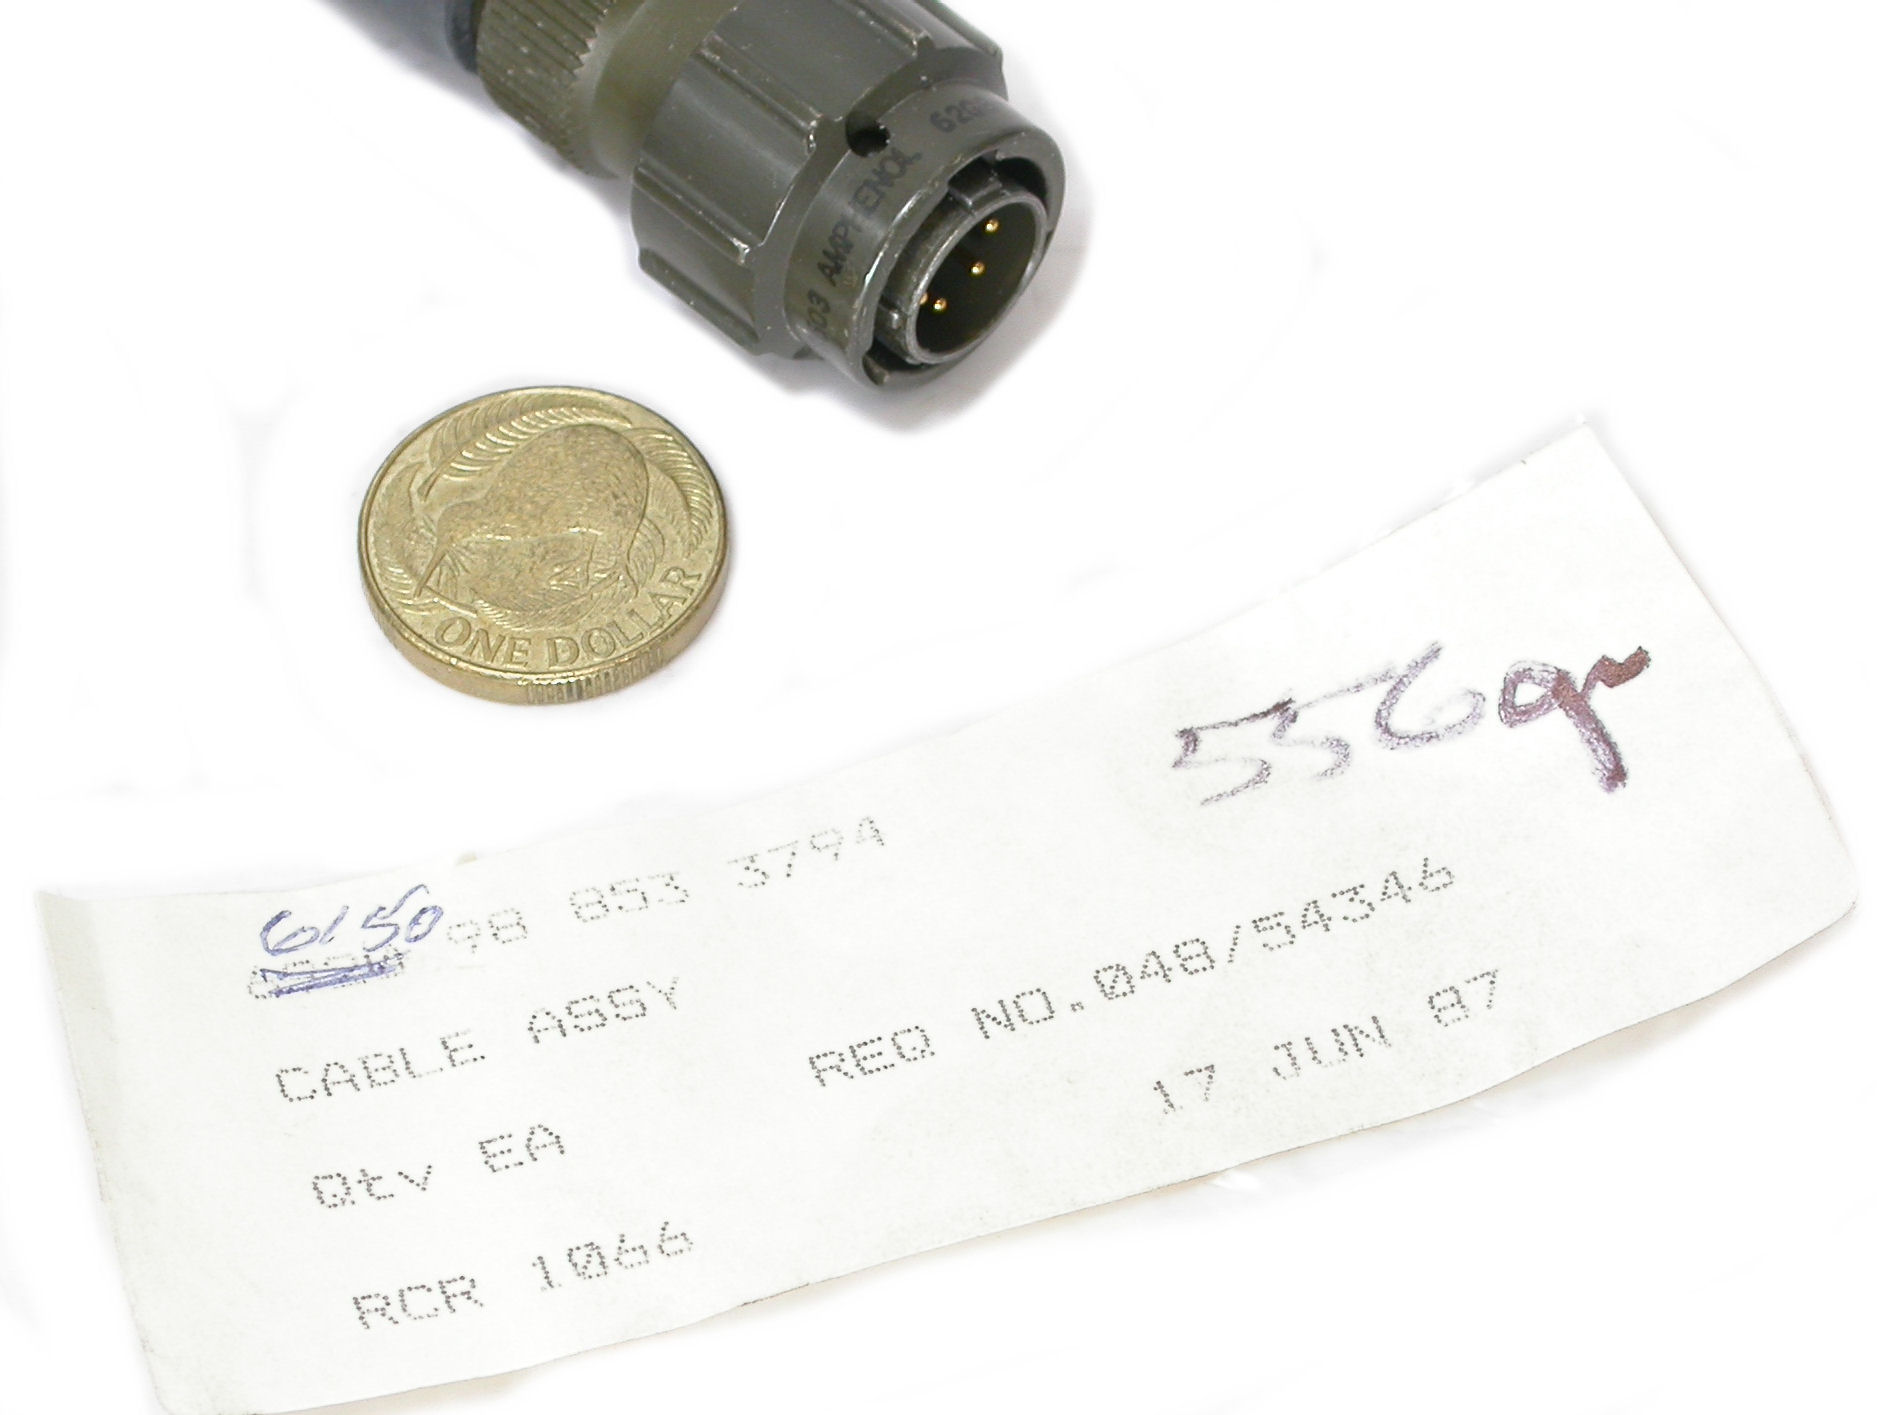 AMPHENOL
ONE DOLLAR
556gr
6150 98 853 3794
CABLE ASSY
REQ NO.048/54346
Qty EA
17 JUN 87
RCR 1066